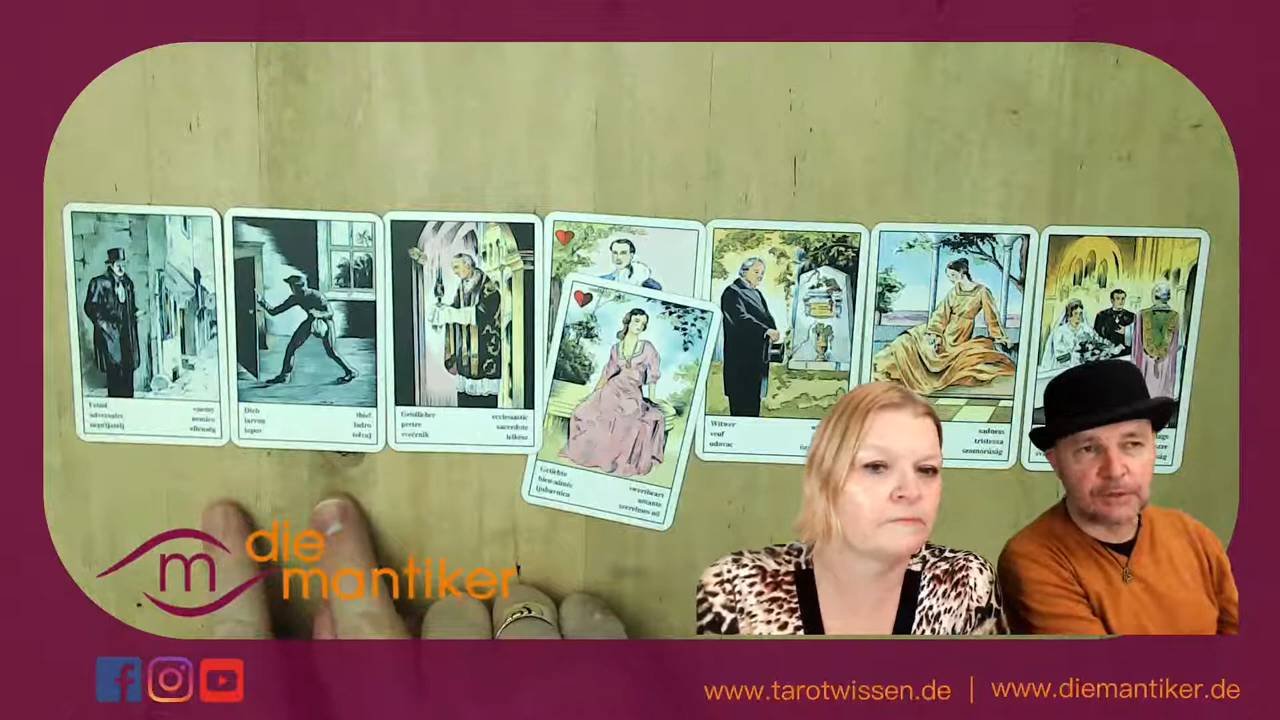 Feind
enemy
adversaire
nemico
neprijatelj
ellenség
Dieb
thief
larron
ladro
lopov
tolvaj
Geistlicher
ecclesiastic
pretre
sacerdote
svećenik
lelkész
Geliebte
sweetheart
bien-aimée
amante
ljubavnica
szerelmes nő
Witwer
veuf
udovac
sadness
tristezza
szomorúság
m
die
mantiker
www.tarotwissen.de | www.diemantiker.de